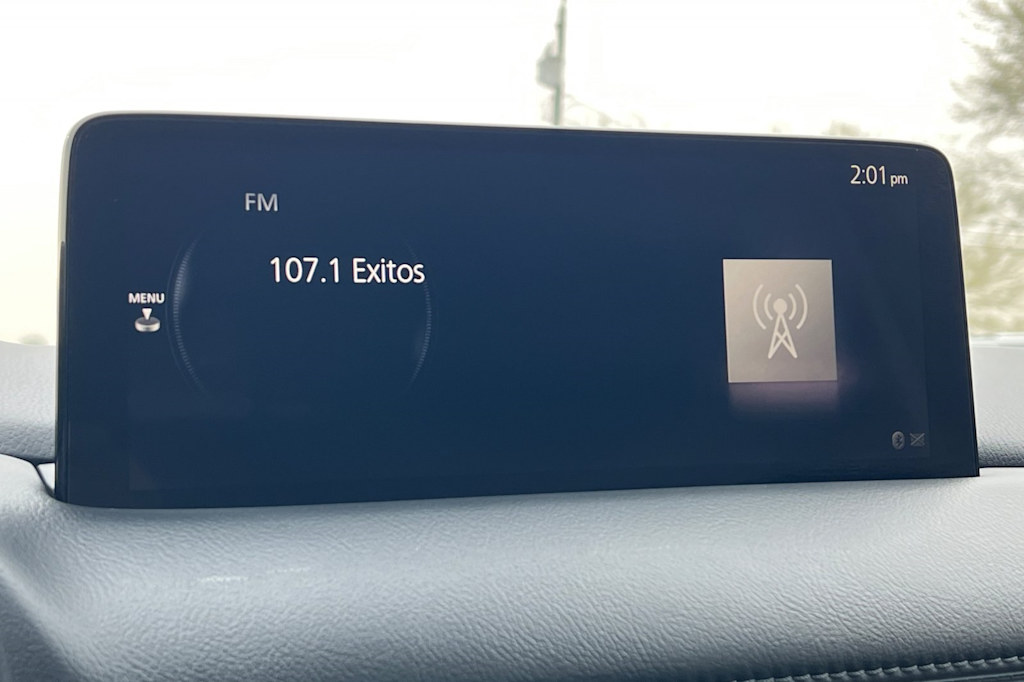 2:01 pm
FM
107.1 Exitos
MENU